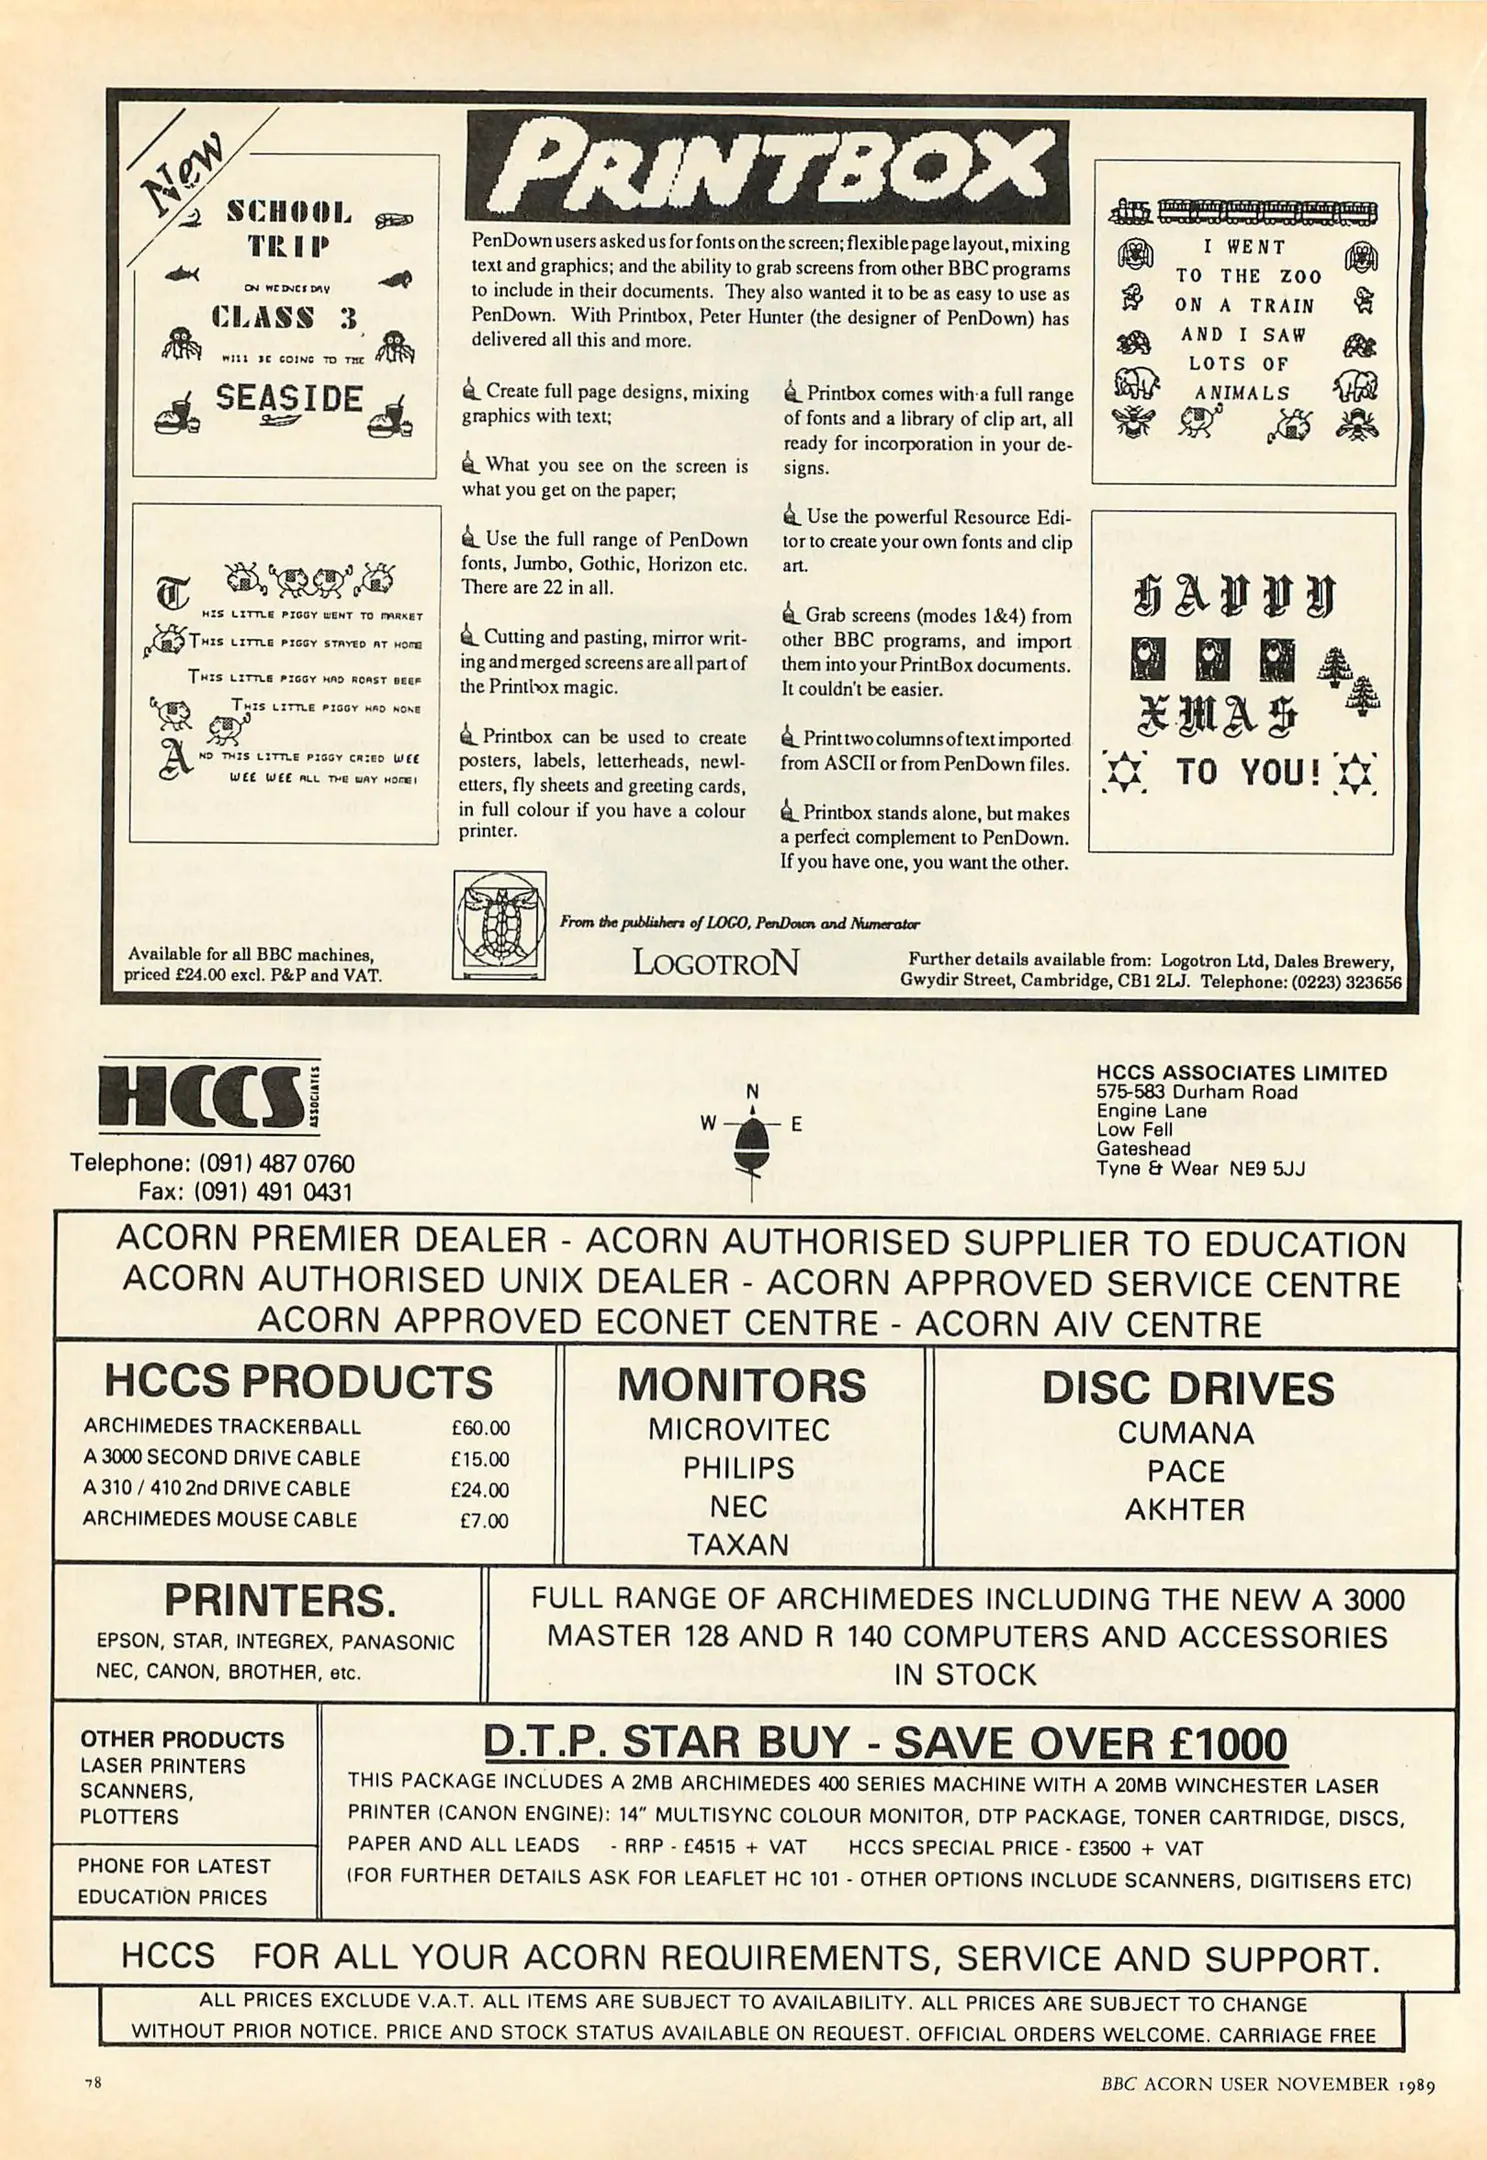 New
SCHOOL
TRIP
ON WEDNESDAY
CLASS 3
WILL BE GOING TO THE
SEASIDE
PRINTBOX
PenDown users asked us for fonts on the screen; flexible page layout, mixing
text and graphics; and the ability to grab screens from other BBC programs
to include in their documents. They also wanted it to be as easy to use as
PenDown. With Printbox, Peter Hunter (the designer of PenDown) has
delivered all this and more.
I WENT
TO THE ZOO
ON A TRAIN
AND I SAW
LOTS OF
ANIMALS
Create full page designs, mixing
graphics with text;
What you see on the screen is
what you get on the paper;
Use the full range of PenDown
fonts, Jumbo, Gothic, Horizon etc.
There are 22 in all.
Cutting and pasting, mirror writ-
ing and merged screens are all part of
the Printbox magic.
Printbox can be used to create
posters, labels, letterheads, newl-
etters, fly sheets and greeting cards,
in full colour if you have a colour
printer.
Printbox comes with a full range
of fonts and a library of clip art, all
ready for incorporation in your de-
signs.
Use the powerful Resource Edi-
tor to create your own fonts and clip
art.
Grab screens (modes 1&4) from
other BBC programs, and import
them into your PrintBox documents.
It couldn't be easier.
Print two columns of text imported
from ASCII or from PenDown files.
Printbox stands alone, but makes
a perfect complement to PenDown.
If you have one, you want the other.
THIS LITTLE PIGGY WENT TO MARKET
THIS LITTLE PIGGY STAYED AT HOME
THIS LITTLE PIGGY HAD ROAST BEEF
THIS LITTLE PIGGY HAD NONE
AND THIS LITTLE PIGGY CRIED WEE
WEE WEE ALL THE WAY HOME!
HAPPY
XMAS
TO YOU!
From the publishers of LOGO, PenDown and Numerator
LOGOTRON
Available for all BBC machines,
priced £24.00 excl. P&P and VAT.
Further details available from: Logotron Ltd, Dales Brewery,
Gwydir Street, Cambridge, CB1 2LJ. Telephone: (0223) 323656
HCCS
ASSOCIATES
Telephone: (091) 487 0760
Fax: (091) 491 0431
N
W E
HCCS ASSOCIATES LIMITED
575-583 Durham Road
Engine Lane
Low Fell
Gateshead
Tyne & Wear NE9 5JJ
ACORN PREMIER DEALER - ACORN AUTHORISED SUPPLIER TO EDUCATION
ACORN AUTHORISED UNIX DEALER - ACORN APPROVED SERVICE CENTRE
ACORN APPROVED ECONET CENTRE - ACORN AIV CENTRE
HCCS PRODUCTS
ARCHIMEDES TRACKERBALL £60.00
A 3000 SECOND DRIVE CABLE £15.00
A 310 / 410 2nd DRIVE CABLE £24.00
ARCHIMEDES MOUSE CABLE £7.00
MONITORS
MICROVITEC
PHILIPS
NEC
TAXAN
DISC DRIVES
CUMANA
PACE
AKHTER
PRINTERS.
EPSON, STAR, INTEGREX, PANASONIC
NEC, CANON, BROTHER, etc.
FULL RANGE OF ARCHIMEDES INCLUDING THE NEW A 3000
MASTER 128 AND R 140 COMPUTERS AND ACCESSORIES
IN STOCK
OTHER PRODUCTS
LASER PRINTERS
SCANNERS,
PLOTTERS
PHONE FOR LATEST
EDUCATION PRICES
D.T.P. STAR BUY - SAVE OVER £1000
THIS PACKAGE INCLUDES A 2MB ARCHIMEDES 400 SERIES MACHINE WITH A 20MB WINCHESTER LASER
PRINTER (CANON ENGINE): 14" MULTISYNC COLOUR MONITOR, DTP PACKAGE, TONER CARTRIDGE, DISCS,
PAPER AND ALL LEADS - RRP - £4515 + VAT HCCS SPECIAL PRICE - £3500 + VAT
(FOR FURTHER DETAILS ASK FOR LEAFLET HC 101 - OTHER OPTIONS INCLUDE SCANNERS, DIGITISERS ETC)
HCCS FOR ALL YOUR ACORN REQUIREMENTS, SERVICE AND SUPPORT.
ALL PRICES EXCLUDE V.A.T. ALL ITEMS ARE SUBJECT TO AVAILABILITY. ALL PRICES ARE SUBJECT TO CHANGE
WITHOUT PRIOR NOTICE. PRICE AND STOCK STATUS AVAILABLE ON REQUEST. OFFICIAL ORDERS WELCOME. CARRIAGE FREE
78
BBC ACORN USER NOVEMBER 1989